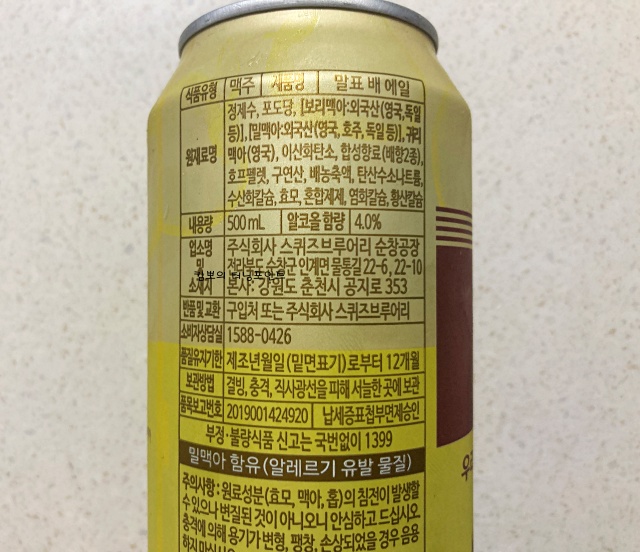 식품유형 맥주 제품명 말표 배 에일
원재료명
정제수, 포도당, [보리맥아:외국산(영국,독일
등)], [밀맥아:외국산(영국, 호주, 독일 등)], 귀리
맥아(영국), 이산화탄소, 합성향료(배향2종),
호프펠렛, 구연산, 배농축액, 탄산수소나트륨,
수산화칼슘, 효모, 혼합제제, 염화칼슘, 황산칼슘
내용량 500mL 알코올 함량 4.0%
업소명 주식회사 스퀴즈브루어리 순창공장
및 전라북도 순창군 인계면 물통길 22-6, 22-10
소재지 본사: 강원도 춘천시 공지로 353
반품 및 교환 구입처 또는 주식회사 스퀴즈브루어리
소비자상담실 1588-0426
품질유지기한 제조년월일(밑면표기)로부터 12개월
보관방법 결빙, 충격, 직사광선을 피해 서늘한 곳에 보관
품목보고번호 2019001424920 납세증표첩부면제승인
부정·불량식품 신고는 국번없이 1399
밀맥아 함유(알레르기 유발 물질)
주의사항: 원료성분(효모, 맥아, 홉)의 침전이 발생할
수 있으나 변질된 것이 아니오니 안심하고 드십시오.
충격에 의해 용기가 변형, 팽창, 손상되었을 경우 음용
하지 마십시오